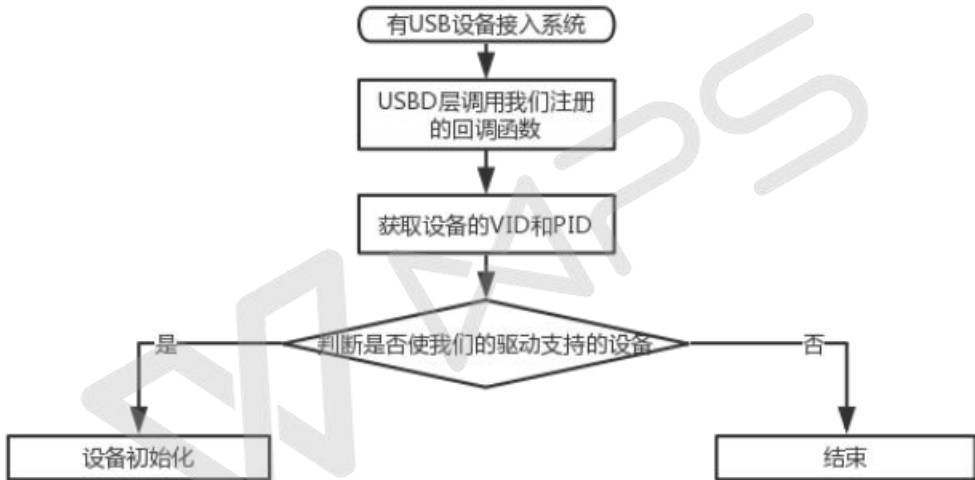 有USB设备接入系统
USBD层调用我们注册
的回调函数
获取设备的VID和PID
判断是否使我们的驱动支持的设备
是
否
设备初始化
结束
WPS